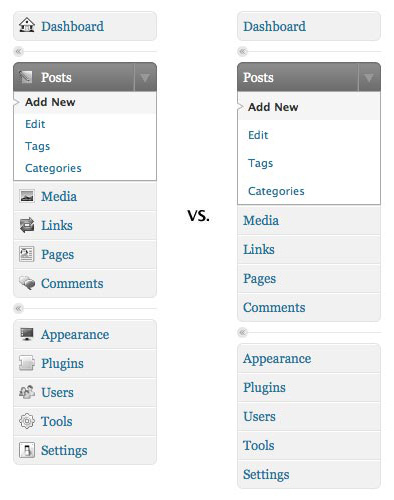 Dashboard
Posts
Add New
Edit
Tags
Categories
Media
Links
Pages
Comments
Appearance
Plugins
Users
Tools
Settings
VS.
Dashboard
Posts
Add New
Edit
Tags
Categories
Media
Links
Pages
Comments
Appearance
Plugins
Users
Tools
Settings